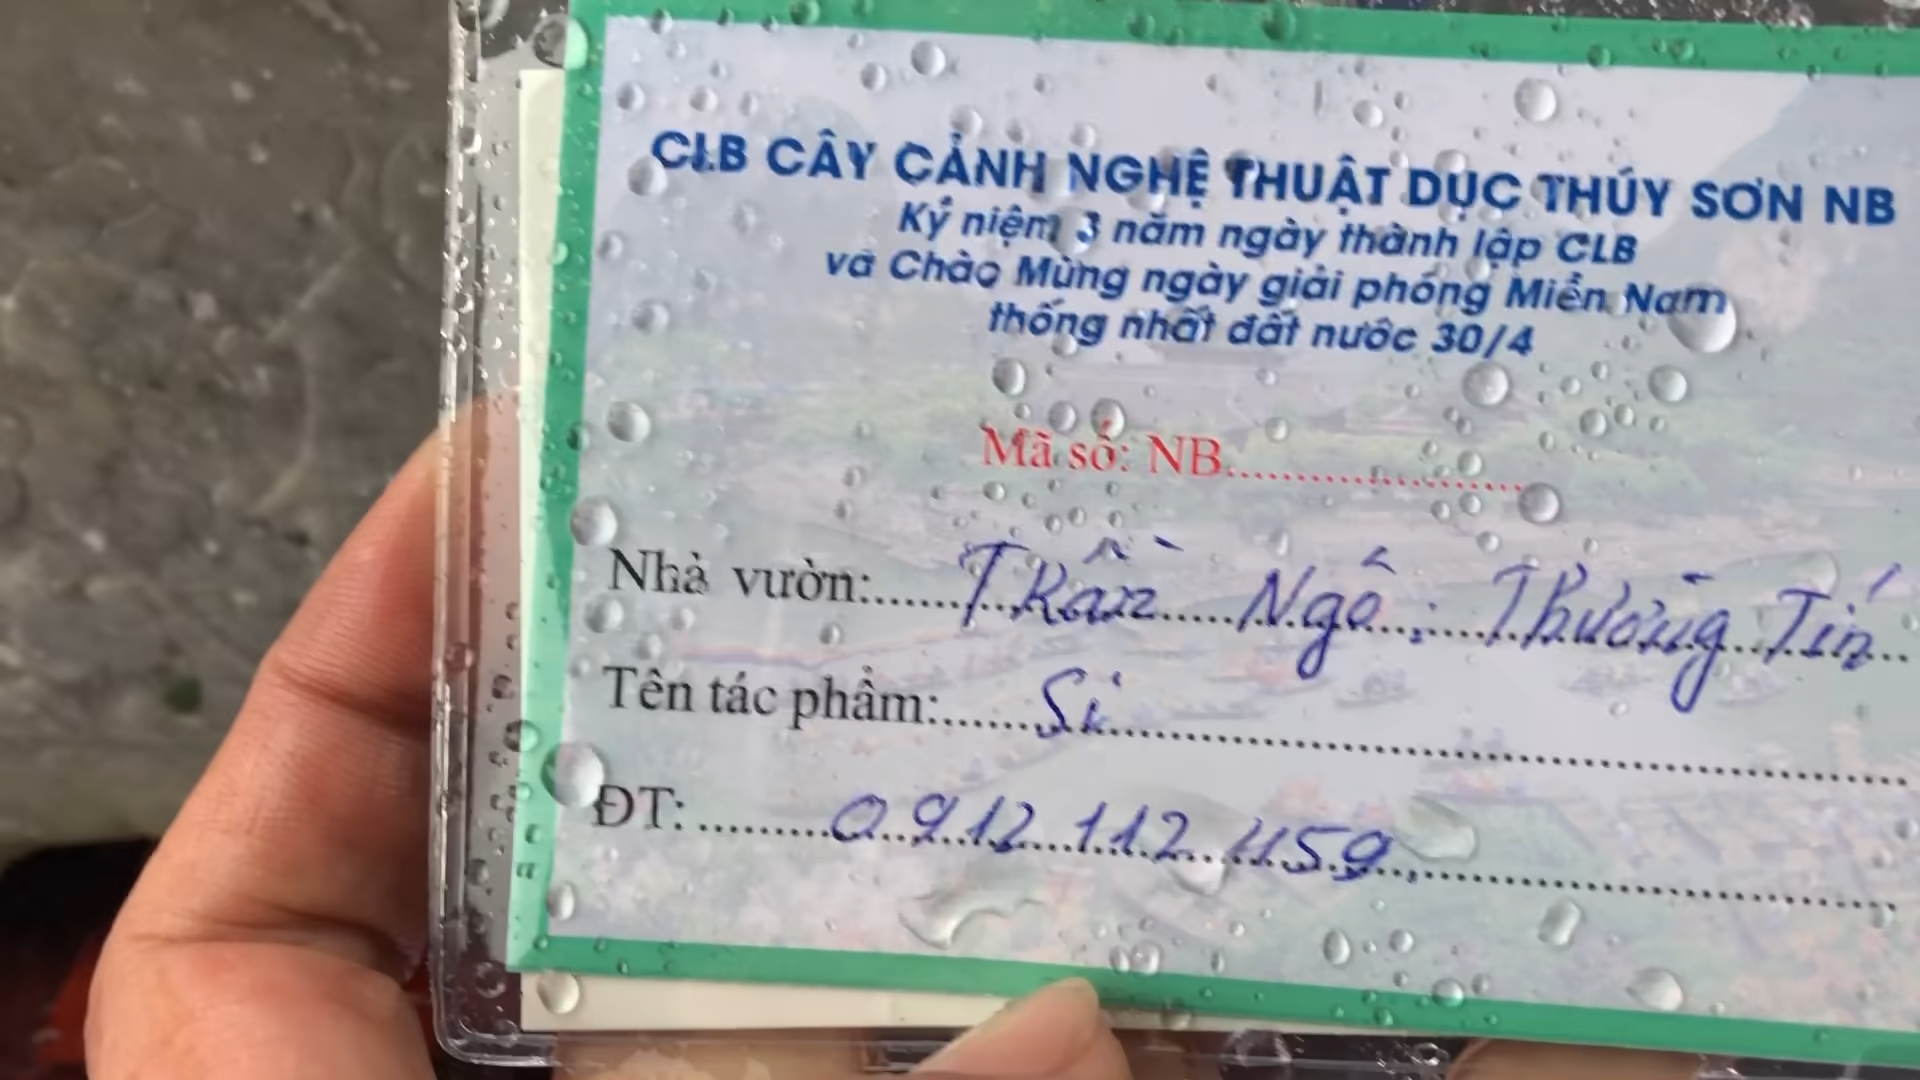 CLB CÂY CẢNH NGHỆ THUẬT DỤC THÚY SƠN NB
Kỷ niệm 3 năm ngày thành lập CLB
và Chào Mừng ngày giải phóng Miền Nam
thống nhất đất nước 30/4
Mã số: NB....................
Nhà vườn:....... Trần Ngô : Thường Tín...
Tên tác phẩm:....... Si...............................
ĐT: ......... 0912 112 459...............................